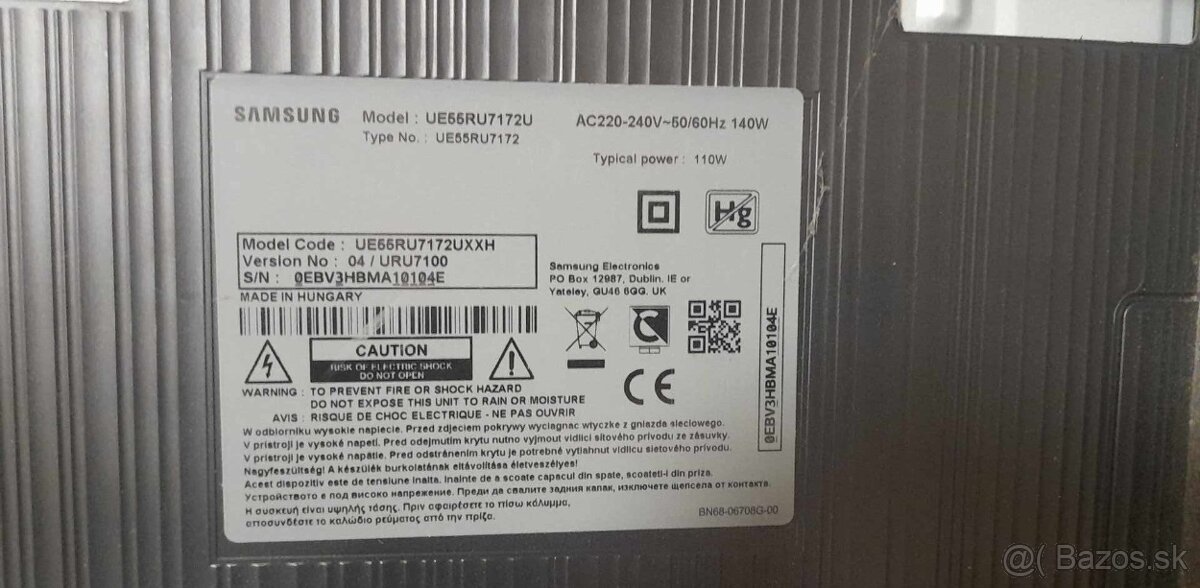 SAMSUNG
Model : UE55RU7172U
Type No. : UE55RU7172
AC220-240V~50/60Hz 140W
Typical power : 110W
Hg
Model Code : UE55RU7172UXXH
Version No : 04 / URU7100
S/N : 0EBV3HBMA10104E
MADE IN HUNGARY
Samsung Electronics
PO Box 12987, Dublin. IE or
Yateley, GU46 6GG. UK
0EBV3HBMA10104E
CAUTION
RISK OF ELECTRIC SHOCK
DO NOT OPEN
CE
WARNING : TO PREVENT FIRE OR SHOCK HAZARD
DO NOT EXPOSE THIS UNIT TO RAIN OR MOISTURE
AVIS : RISQUE DE CHOC ELECTRIQUE - NE PAS OUVRIR
W odbiorniku wysokie napiecie. Przed zdjeciem pokrywy wyciagnac wtyczke z gniazda sieciowego.
V pristroji je vysoké napeti. Pred odejmutim krytu nutno vyjmout vidlici sitového privodu ze zásuvky.
V pristroji je vysoké napätie. Pred odobratim krytu je potrebné vytiahnut vidlicu sietového privodu.
Nagyfeszültség! A készülék burkolatának eltávolitása életveszélyes!
Acest dispozitiv este de tensiune inalta. Inainte de a scoate capacul din spate, scoateti-l din priza.
Устройството е под високо напрежение. Преди да свалите задния капак, изключете щепсела от контакта.
Η συσκευή είναι υψηλής τάσης. Πριν αφαιρέσετε το πίσω κάλυμμα,
αποσυνδέστε το καλώδιο ρεύματος από την πρίζα.
BN68-06708G-00
@( Bazos.sk